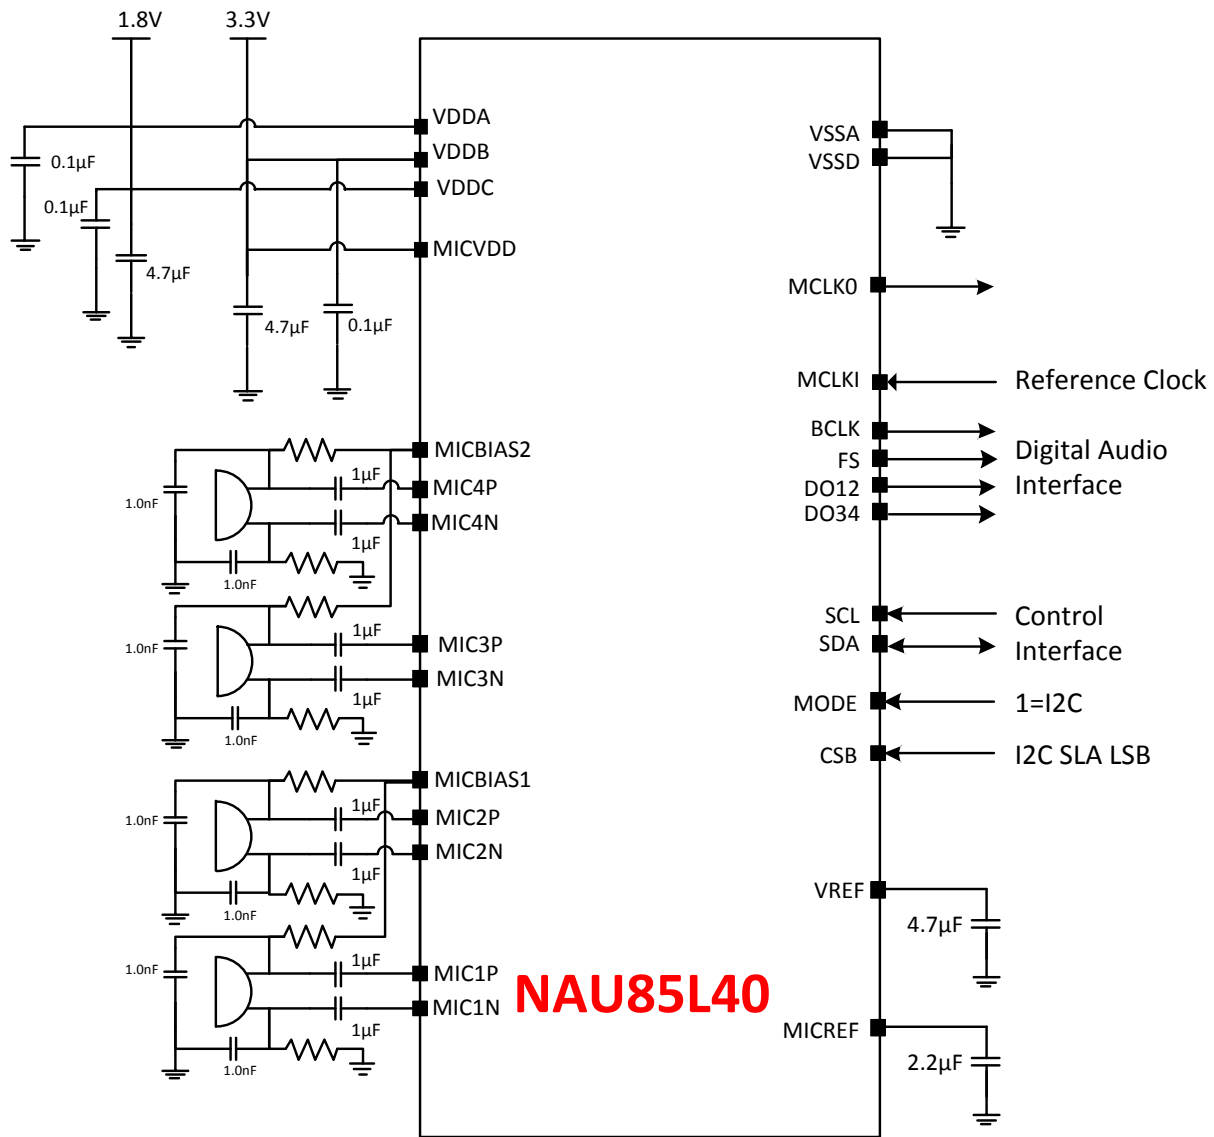 1.8V
3.3V
VDDA
VSSA
VDDB
VSSD
0.1µF
VDDC
0.1µF
MICVDD
4.7µF
MCLK0
4.7µF
0.1µF
MCLKI
Reference Clock
BCLK
Digital Audio
Interface
FS
DO12
DO34
MICBIAS2
1µF
MIC4P
1.0nF
MIC4N
1µF
1.0nF
SCL
Control
Interface
SDA
1µF
MIC3P
1.0nF
MIC3N
1µF
1.0nF
MODE
1=I2C
CSB
I2C SLA LSB
MICBIAS1
1µF
MIC2P
1.0nF
MIC2N
1µF
1.0nF
VREF
4.7µF
1µF
MIC1P
1.0nF
MIC1N
1µF
1.0nF
NAU85L40
MICREF
2.2µF